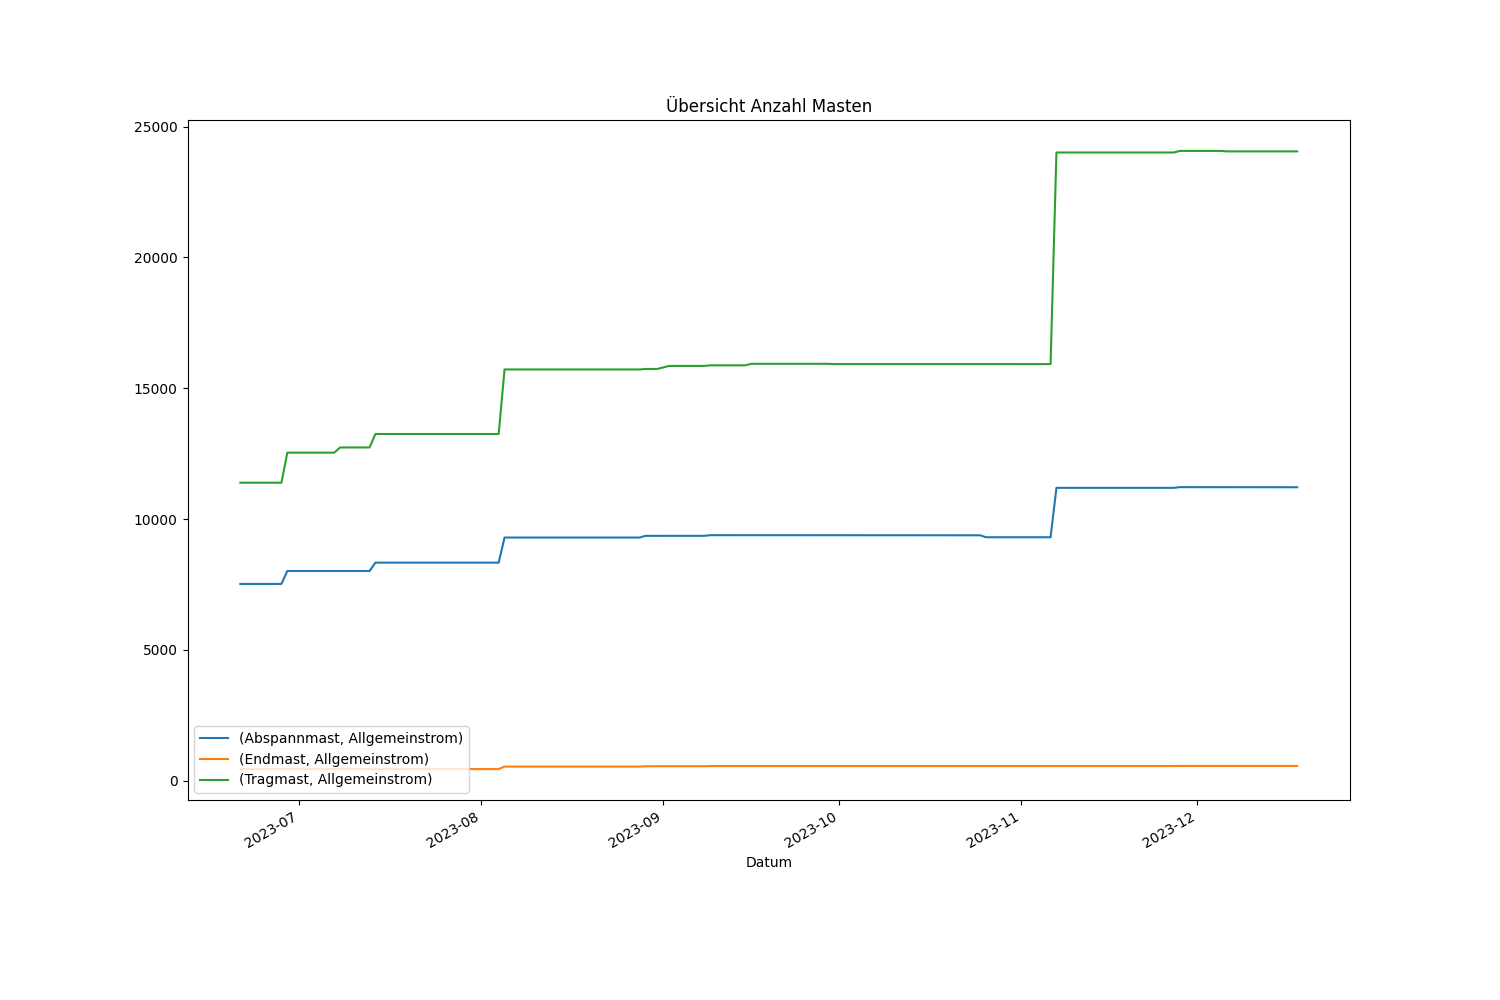 Übersicht Anzahl Masten
25000
20000
15000
10000
5000
0
(Abspannmast, Allgemeinstrom)
(Endmast, Allgemeinstrom)
(Tragmast, Allgemeinstrom)
2023-07
2023-08
2023-09
2023-10
2023-11
2023-12
Datum